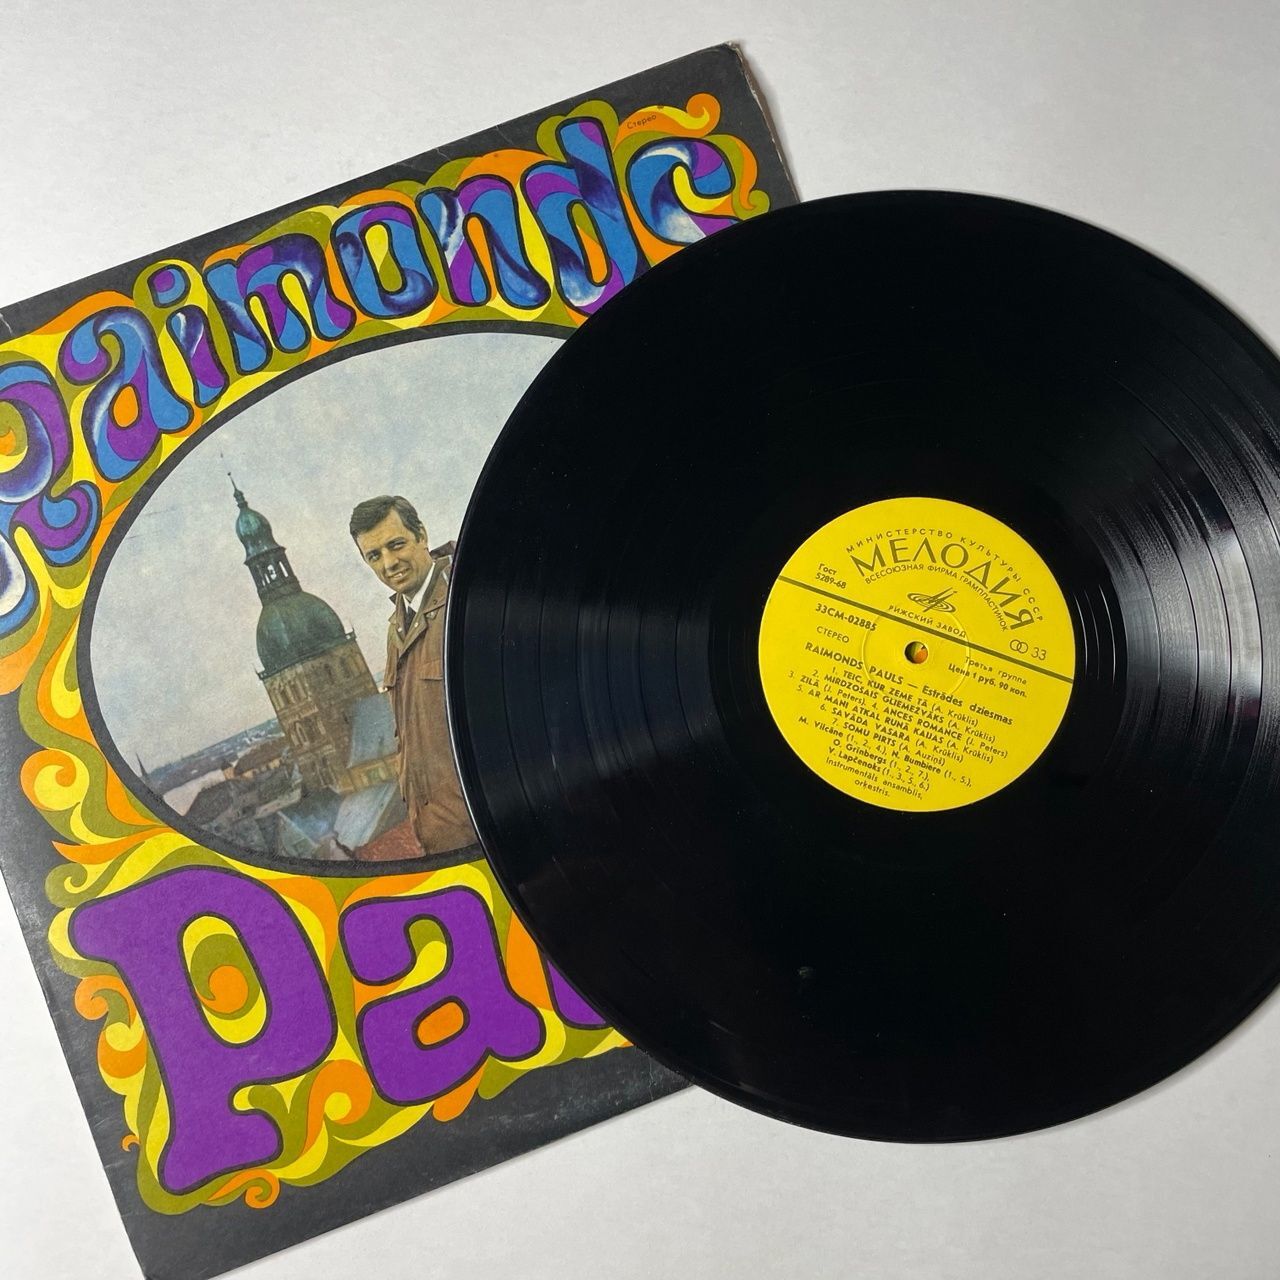 Стерео
Raimonds
МИНИСТЕРСТВО КУЛЬТУРЫ СССР
МЕЛОДИЯ
ВСЕСОЮЗНАЯ ФИРМА ГРАМПЛАСТИНОК
Гост
5289-68
РИЖСКИЙ ЗАВОД
33СМ-02885
33
СТЕРЕО
Третья группа
Цена 1 руб. 90 коп.
RAIMONDS PAULS — Estrādes dziesmas
1. TEIC, KUR ZEME TĀ (A. Krūklis)
2. MIRDZOŠAIS GLIEMEŽVĀKS (A. Krūklis)
3. ZILĀ (J. Peters). 4. ANCES ROMANCE (J. Peters)
5. AR MANI ATKAL RUNĀ KAIJAS (A. Krūklis)
6. SAVĀDA VASARA (A. Krūklis)
7. SOMU PIRTS (A. Auziņš)
M. Vilcāne (1., 2., 4.), N. Bumbiere (1., 5.),
O. Grinbergs (1., 2., 7.),
V. Lapčenoks (1., 3., 5., 6.)
Instrumentāls ansamblis,
orķestris.